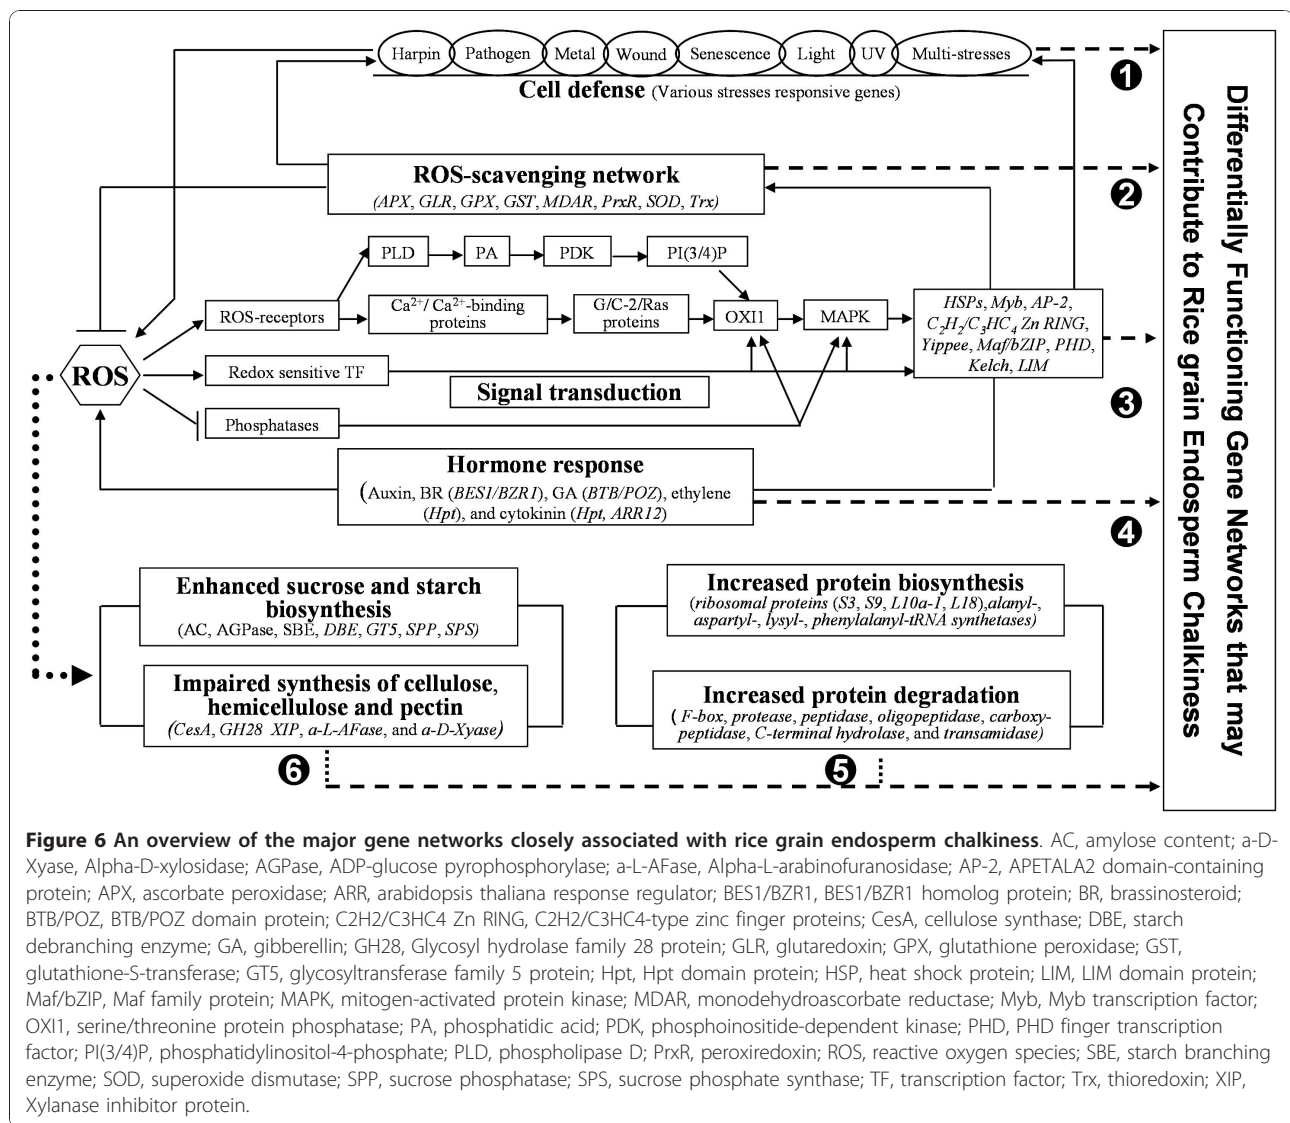 Harpin Pathogen Metal Wound Senescence Light UV Multi-stresses
Cell defense (Various stresses responsive genes)
1
ROS-scavenging network
(APX, GLR, GPX, GST, MDAR, PrxR, SOD, Trx)
2
PLD PA PDK PI(3/4)P
ROS-receptors
Ca2+/ Ca2+-binding
proteins
G/C-2/Ras
proteins
OXI1
MAPK
HSPs, Myb, AP-2,
C2H2/C3HC4 Zn RING,
Yippee, Maf/bZIP, PHD,
Kelch, LIM
ROS
Redox sensitive TF
Signal transduction
3
Phosphatases
Hormone response
(Auxin, BR (BES1/BZR1), GA (BTB/POZ), ethylene
(Hpt), and cytokinin (Hpt, ARR12)
4
Enhanced sucrose and starch
biosynthesis
(AC, AGPase, SBE, DBE, GT5, SPP, SPS)
Impaired synthesis of cellulose,
hemicellulose and pectin
(CesA, GH28 XIP, a-L-AFase, and a-D-Xyase)
6
Increased protein biosynthesis
(ribosomal proteins (S3, S9, L10a-1, L18),alanyl-,
aspartyl-, lysyl-, phenylalanyl-tRNA synthetases)
Increased protein degradation
( F-box, protease, peptidase, oligopeptidase, carboxy-
peptidase, C-terminal hydrolase, and transamidase)
5
Differentially Functioning Gene Networks that may
Contribute to Rice grain Endosperm Chalkiness
Figure 6 An overview of the major gene networks closely associated with rice grain endosperm chalkiness. AC, amylose content; a-D-
Xyase, Alpha-D-xylosidase; AGPase, ADP-glucose pyrophosphorylase; a-L-AFase, Alpha-L-arabinofuranosidase; AP-2, APETALA2 domain-containing
protein; APX, ascorbate peroxidase; ARR, arabidopsis thaliana response regulator; BES1/BZR1, BES1/BZR1 homolog protein; BR, brassinosteroid;
BTB/POZ, BTB/POZ domain protein; C2H2/C3HC4 Zn RING, C2H2/C3HC4-type zinc finger proteins; CesA, cellulose synthase; DBE, starch
debranching enzyme; GA, gibberellin; GH28, Glycosyl hydrolase family 28 protein; GLR, glutaredoxin; GPX, glutathione peroxidase; GST,
glutathione-S-transferase; GT5, glycosyltransferase family 5 protein; Hpt, Hpt domain protein; HSP, heat shock protein; LIM, LIM domain protein;
Maf/bZIP, Maf family protein; MAPK, mitogen-activated protein kinase; MDAR, monodehydroascorbate reductase; Myb, Myb transcription factor;
OXI1, serine/threonine protein phosphatase; PA, phosphatidic acid; PDK, phosphoinositide-dependent kinase; PHD, PHD finger transcription
factor; PI(3/4)P, phosphatidylinositol-4-phosphate; PLD, phospholipase D; PrxR, peroxiredoxin; ROS, reactive oxygen species; SBE, starch branching
enzyme; SOD, superoxide dismutase; SPP, sucrose phosphatase; SPS, sucrose phosphate synthase; TF, transcription factor; Trx, thioredoxin; XIP,
Xylanase inhibitor protein.